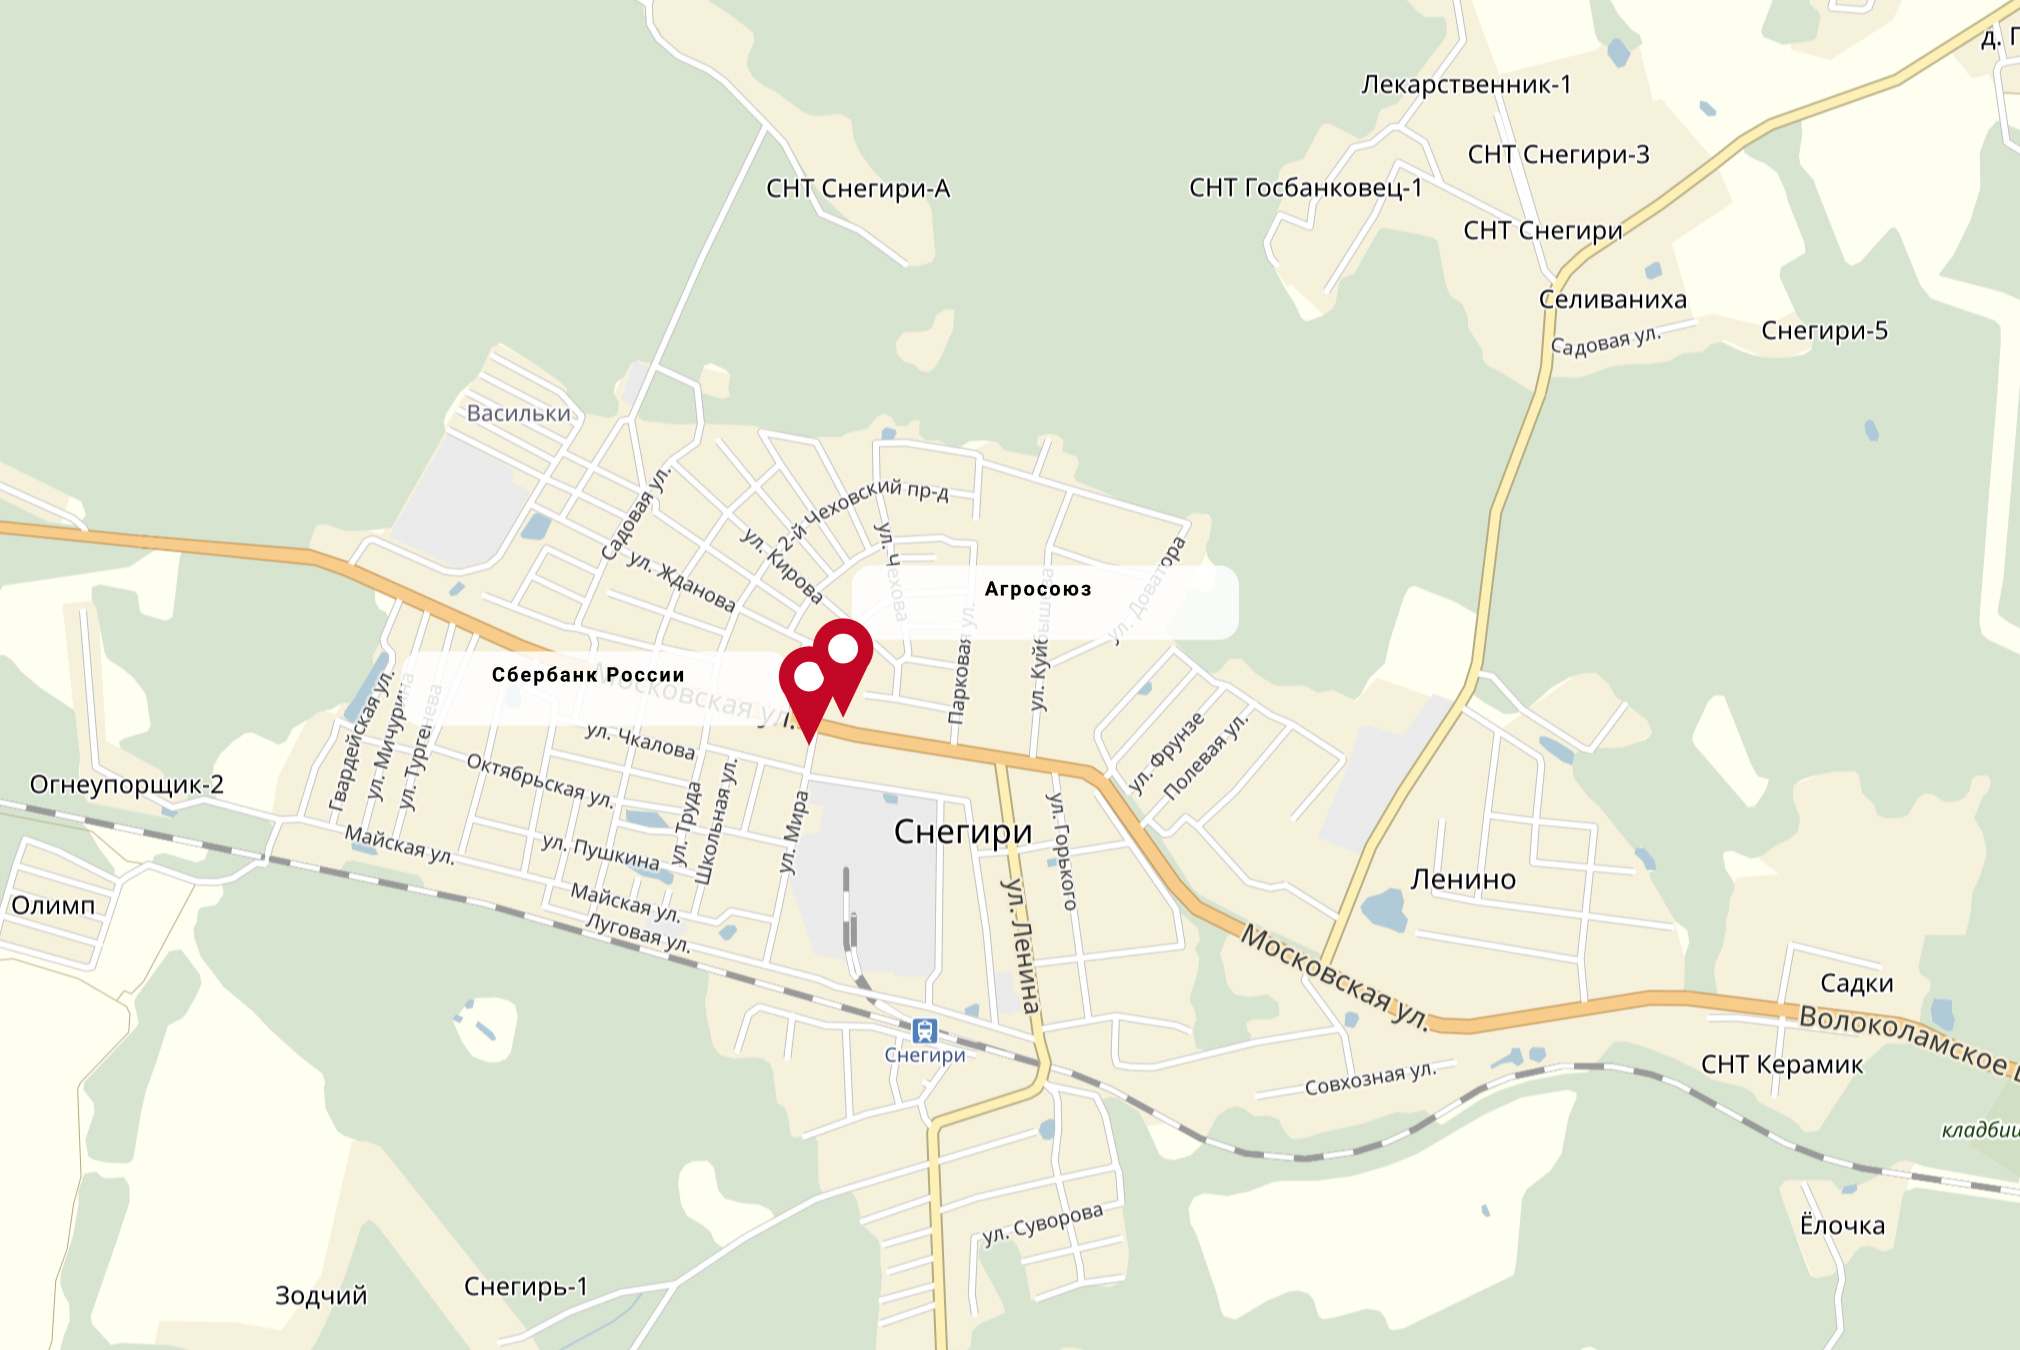 д. Г
Лекарственник-1
СНТ Снегири-3
СНТ Снегири-А
СНТ Госбанковец-1
СНТ Снегири
Селиваниха
Садовая ул.
Снегири-5
Васильки
Садовая ул.
2-й Чеховский пр-д
ул. Кирова
ул. Чехова
ул. Жданова
ул. Доватора
Агросоюз
ул. Куйбышева
Парковая ул.
Сбербанк России
Московская ул.
Гвардейская ул.
ул. Мичурина
ул. Тургенева
ул. Чкалова
Октябрьская ул.
ул. Фрунзе
Полевая ул.
Огнеупорщик-2
ул. Труда
Школьная ул.
ул. Мира
Снегири
ул. Горького
Майская ул.
ул. Пушкина
Ленино
Олимп
Майская ул.
Луговая ул.
ул. Ленина
Московская ул.
Садки
Волоколамское
Снегири
СНТ Керамик
Совхозная ул.
Ёлочка
ул. Суворова
Зодчий
Снегирь-1